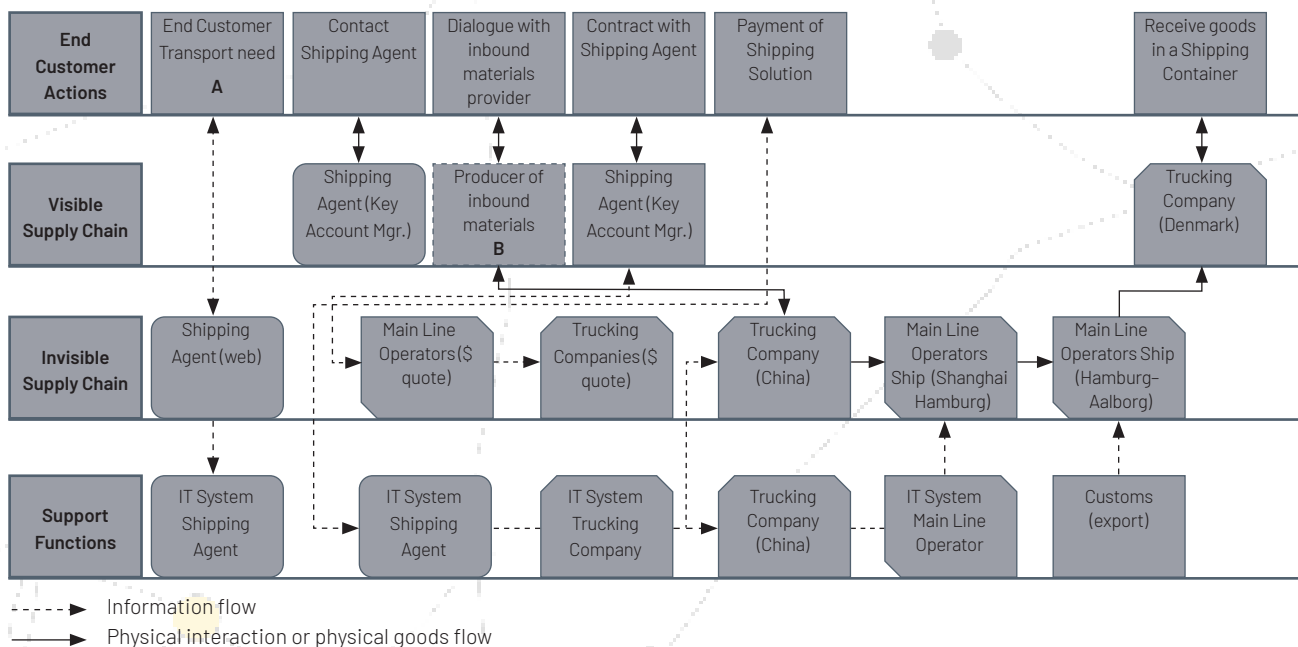 End
Customer
Actions
End Customer
Transport need
A
Contact
Shipping Agent
Dialogue with
inbound
materials
provider
Contract with
Shipping Agent
Payment of
Shipping
Solution
Receive goods
in a Shipping
Container
Visible
Supply Chain
Shipping
Agent (Key
Account Mgr.)
Producer of
inbound
materials
B
Shipping
Agent (Key
Account Mgr.)
Trucking
Company
(Denmark)
Invisible
Supply Chain
Shipping
Agent (web)
Main Line
Operators ($
quote)
Trucking
Companies ($
quote)
Trucking
Company
(China)
Main Line
Operators
Ship (Shanghai
Hamburg)
Main Line
Operators Ship
(Hamburg–
Aalborg)
Support
Functions
IT System
Shipping
Agent
IT System
Shipping
Agent
IT System
Trucking
Company
Trucking
Company
(China)
IT System
Main Line
Operator
Customs
(export)
Information flow
Physical interaction or physical goods flow